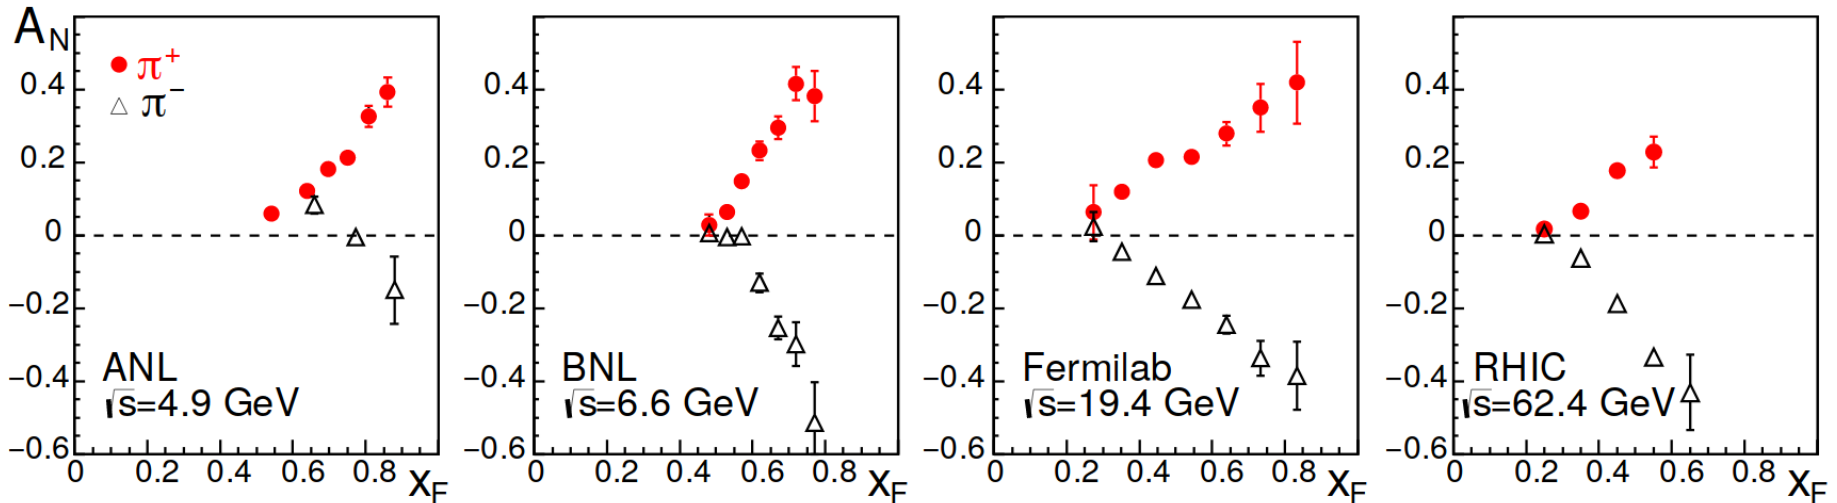 A_N
π⁺
π⁻
0.4
0.2
0
−0.2
−0.4
−0.6
ANL
√s=4.9 GeV
0 0.2 0.4 0.6 0.8 x_F
0.4
0.2
0
−0.2
−0.4
−0.6
BNL
√s=6.6 GeV
0 0.2 0.4 0.6 0.8 x_F
0.4
0.2
0
−0.2
−0.4
−0.6
Fermilab
√s=19.4 GeV
0 0.2 0.4 0.6 0.8 x_F
0.4
0.2
0
−0.2
−0.4
−0.6
RHIC
√s=62.4 GeV
0 0.2 0.4 0.6 0.8 x_F